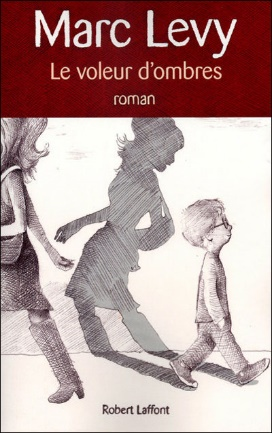 Marc Levy
Le voleur d'ombres
roman
Robert Laffont